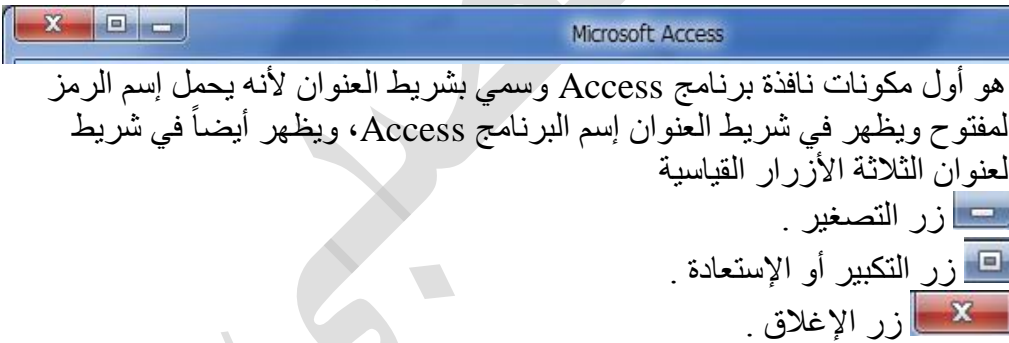 Microsoft Access
هو أول مكونات نافذة برنامج Access وسمي بشريط العنوان لأنه يحمل إسم الرمز
لمفتوح ويظهر في شريط العنوان إسم البرنامج Access، ويظهر أيضاً في شريط
لعنوان الثلاثة الأزرار القياسية
زر التصغير .
زر التكبير أو الإستعادة .
زر الإغلاق .